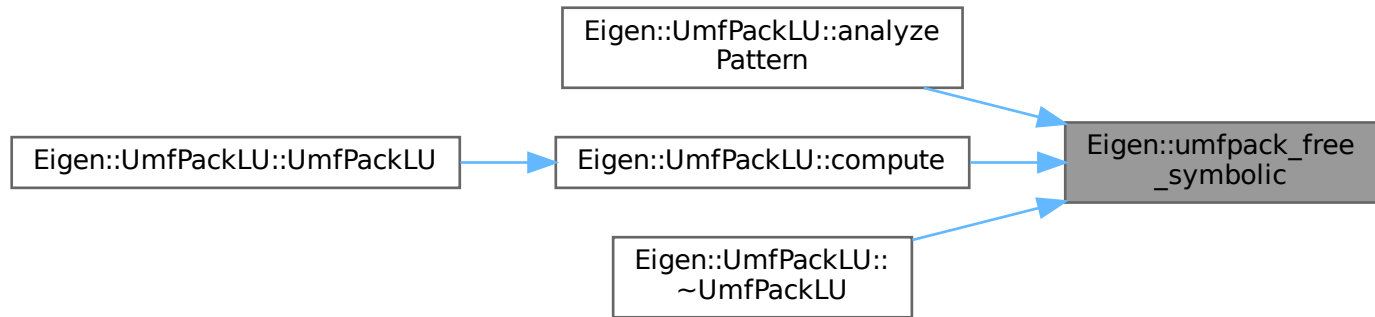 Eigen::UmfPackLU::analyze
Pattern
Eigen::UmfPackLU::UmfPackLU
Eigen::UmfPackLU::compute
Eigen::umfpack_free
_symbolic
Eigen::UmfPackLU::
~UmfPackLU